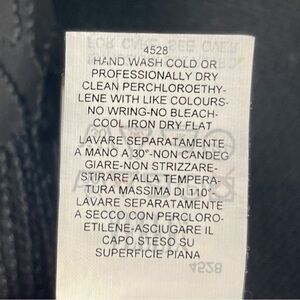 4528
HAND WASH COLD OR
PROFESSIONALLY DRY
CLEAN PERCHLOROETHY-
LENE WITH LIKE COLOURS-
NO WRING-NO BLEACH-
COOL IRON DRY FLAT
LAVARE SEPARATAMENTE
A MANO A 30°-NON CANDEG
GIARE-NON STRIZZARE-
STIRARE ALLA TEMPERA-
TURA MASSIMA DI 110°-
LAVARE SEPARATAMENTE
A SECCO CON PERCLORO-
ETILENE-ASCIUGARE IL
CAPO STESO SU
SUPERFICIE PIANA
4528